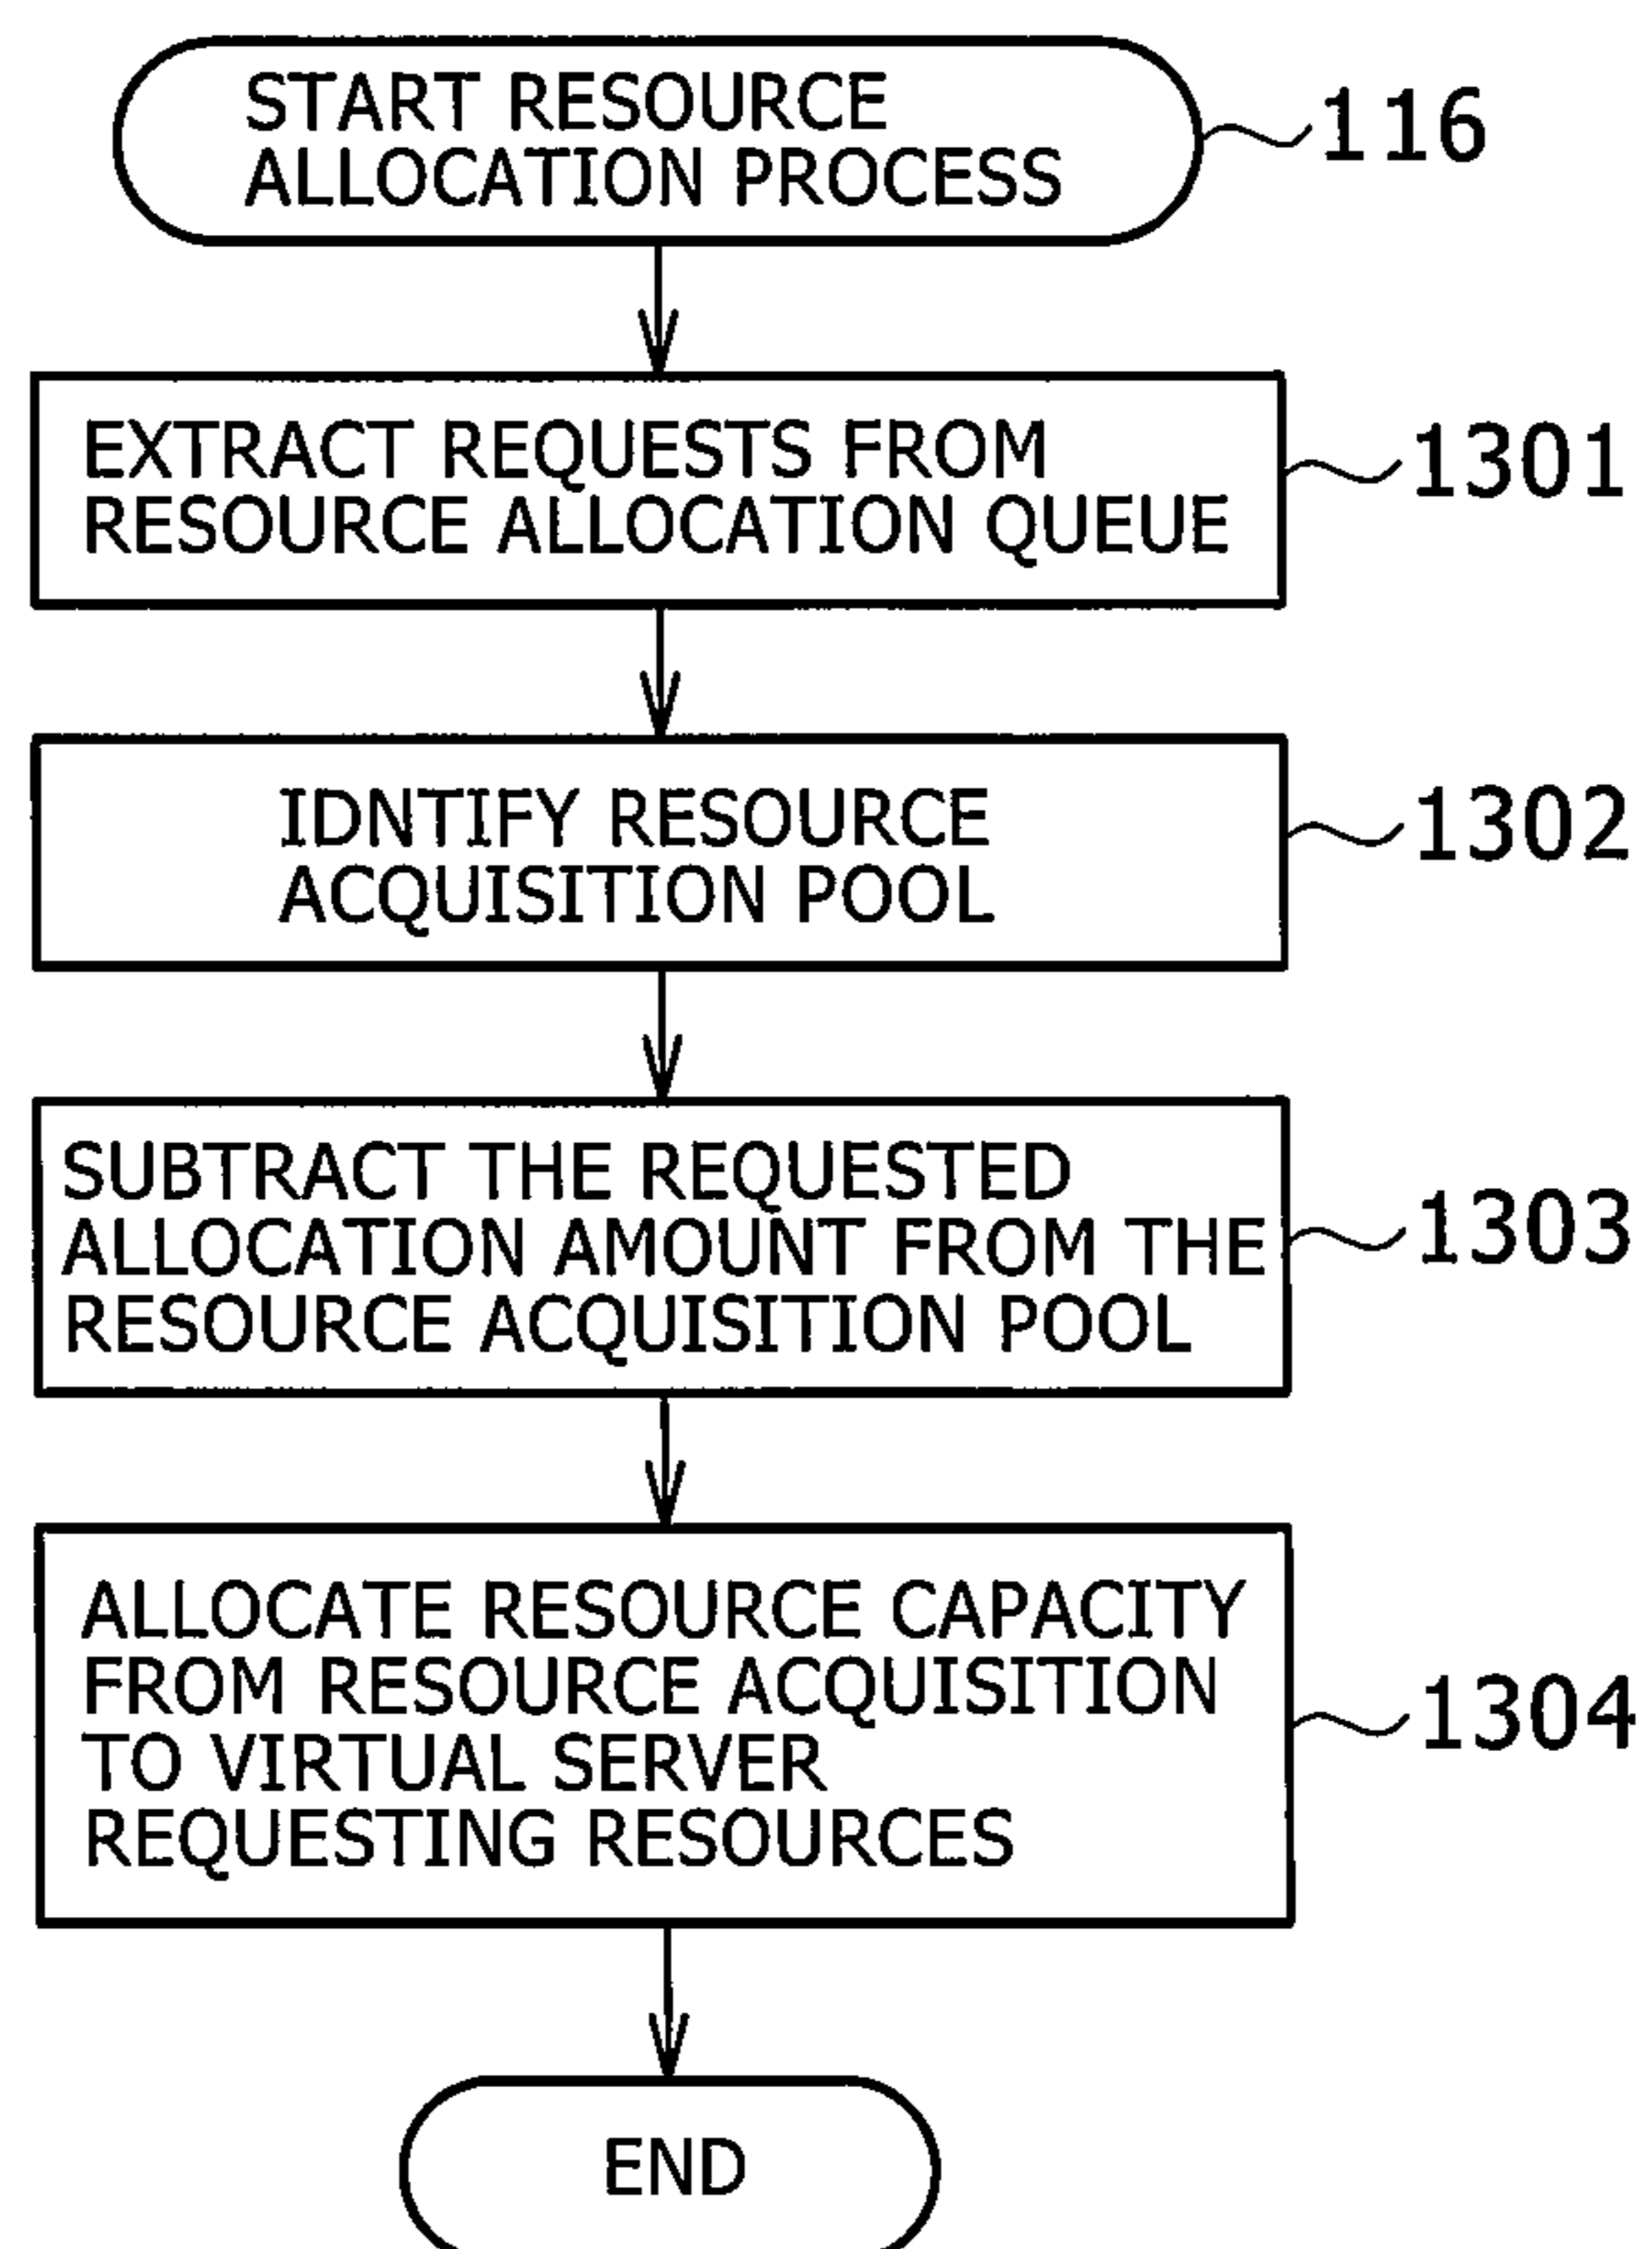 START RESOURCE
ALLOCATION PROCESS
116
EXTRACT REQUESTS FROM
RESOURCE ALLOCATION QUEUE
1301
IDNTIFY RESOURCE
ACQUISITION POOL
1302
SUBTRACT THE REQUESTED
ALLOCATION AMOUNT FROM THE
RESOURCE ACQUISITION POOL
1303
ALLOCATE RESOURCE CAPACITY
FROM RESOURCE ACQUISITION
TO VIRTUAL SERVER
REQUESTING RESOURCES
1304
END